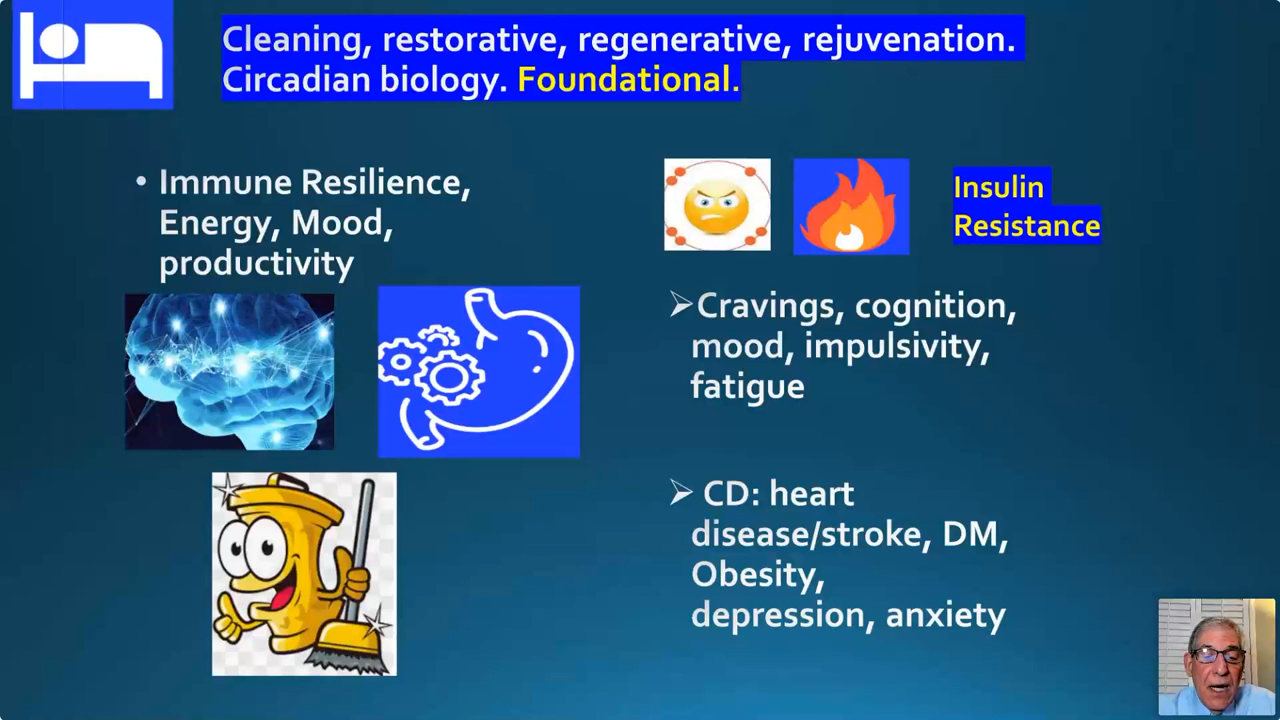 Cleaning, restorative, regenerative, rejuvenation.
Circadian biology. Foundational.
• Immune Resilience,
Energy, Mood,
productivity
Insulin
Resistance
➢Cravings, cognition,
mood, impulsivity,
fatigue
➢ CD: heart
disease/stroke, DM,
Obesity,
depression, anxiety